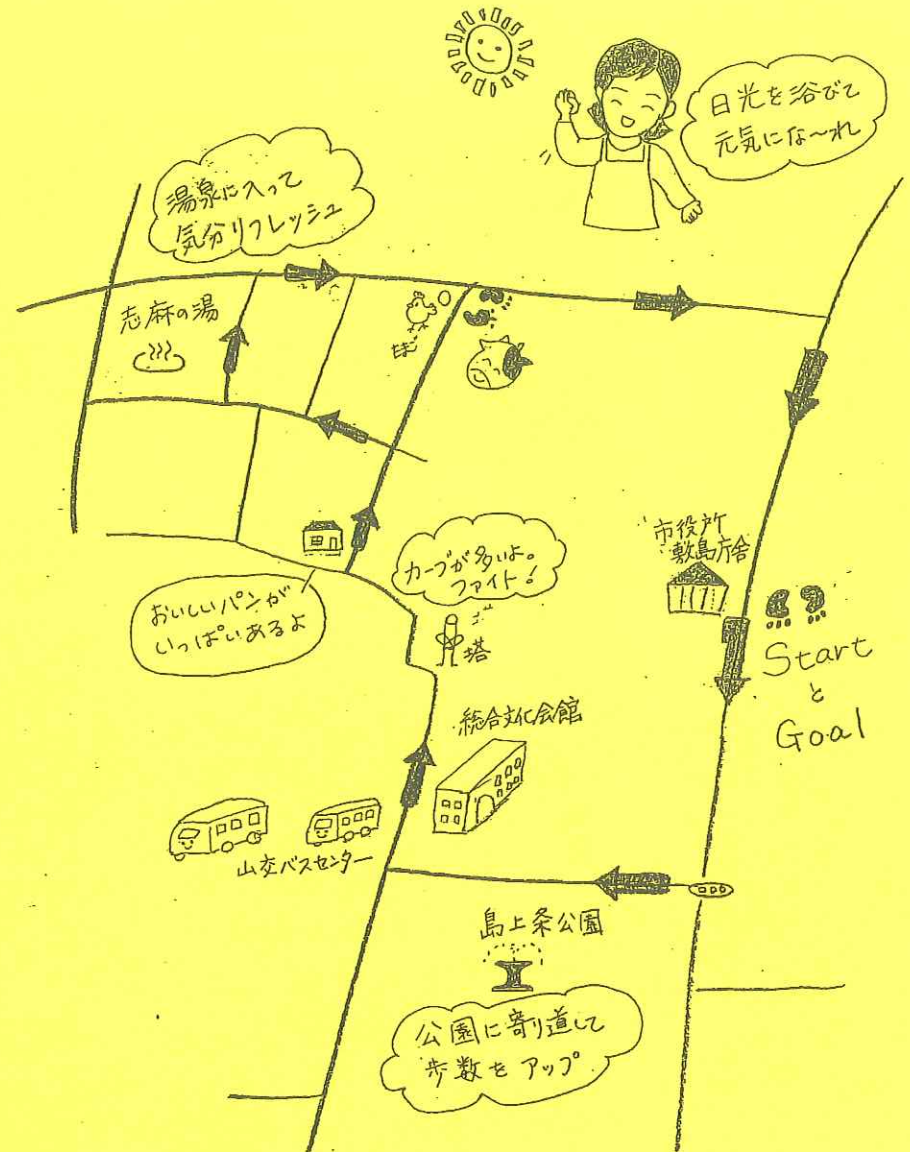 日光を浴びて
元気にな〜れ
湯泉に入って
気分リフレッシュ
志麻の湯
たまご
市役所
敷島庁舎
カーブが多いよ。
ファイト!
おいしいパンが
いっぱいあるよ
塔
Start
と
Goal
総合文化会館
山交バスセンター
島上条公園
公園に寄り道して
歩数をアップ